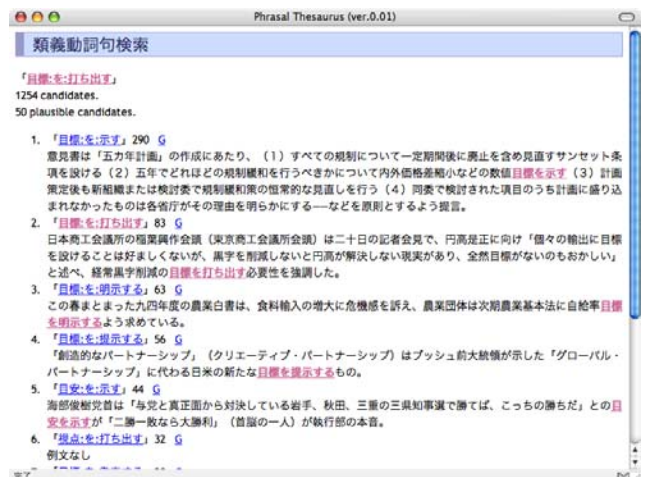 Phrasal Thesaurus (ver.0.01)
類義動詞句検索
「目標:を:打ち出す」
1254 candidates.
50 plausible candidates.
1. 「目標:を:示す」290 G
意見書は「五カ年計画」の作成にあたり、（１）すべての規制について一定期間後に廃止を含め見直すサンセット条
項を設ける（２）五年でどれほどの規制緩和を行うべきかについて内外価格差縮小などの数値目標を示す（３）計画
策定後も新組織または検討委で規制緩和策の恒常的な見直しを行う（４）同委で検討された項目のうち計画に盛り込
まれなかったものは各省庁がその理由を明らかにする――などを原則とするよう提言。
2. 「目標:を:打ち出す」83 G
日本商工会議所の稲葉興作会頭（東京商工会議所会頭）は二十日の記者会見で、円高是正に向け「個々の輸出に目標
を設けることは好ましくないが、黒字を削減しないと円高が解決しない現実があり、全然目標がないのもおかしい」
と述べ、経常黒字削減の目標を打ち出す必要性を強調した。
3. 「目標:を:明示する」63 G
この春まとまった九四年度の農業白書は、食料輸入の増大に危機感を訴え、農業団体は次期農業基本法に自給率目標
を明示するよう求めている。
4. 「目標:を:提示する」56 G
「創造的なパートナーシップ」（クリエーティブ・パートナーシップ）はブッシュ前大統領が示した「グローバル・
パートナーシップ」に代わる日米の新たな目標を提示するもの。
5. 「目安:を:示す」44 G
海部俊樹党首は「与党と真正面から対決している岩手、秋田、三重の三県知事選で勝てば、こっちの勝ちだ」との目
安を示すが「二勝一敗なら大勝利」（首脳の一人）が執行部の本音。
6. 「視点:を:打ち出す」32 G
例文なし
完了